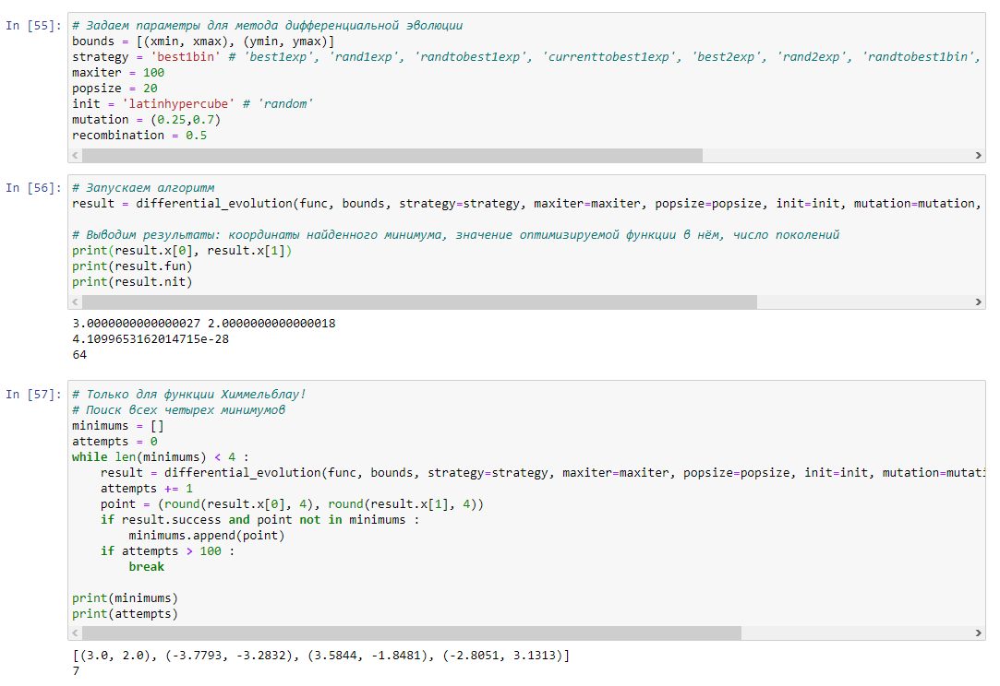 In [55]:
# Задаем параметры для метода дифференциальной эволюции
bounds = [(xmin, xmax), (ymin, ymax)]
strategy = 'best1bin' # 'best1exp', 'rand1exp', 'randtobest1exp', 'currenttobest1exp', 'best2exp', 'rand2exp', 'randtobest1bin',
maxiter = 100
popsize = 20
init = 'latinhypercube' # 'random'
mutation = (0.25,0.7)
recombination = 0.5
In [56]:
# Запускаем алгоритм
result = differential_evolution(func, bounds, strategy=strategy, maxiter=maxiter, popsize=popsize, init=init, mutation=mutation,
# Выводим результаты: координаты найденного минимума, значение оптимизируемой функции в нём, число поколений
print(result.x[0], result.x[1])
print(result.fun)
print(result.nit)
3.0000000000000027 2.0000000000000018
4.1099653162014715e-28
64
In [57]:
# Только для функции Химмельблау!
# Поиск всех четырех минимумов
minimums = []
attempts = 0
while len(minimums) < 4 :
    result = differential_evolution(func, bounds, strategy=strategy, maxiter=maxiter, popsize=popsize, init=init, mutation=mutati
    attempts += 1
    point = (round(result.x[0], 4), round(result.x[1], 4))
    if result.success and point not in minimums :
        minimums.append(point)
    if attempts > 100 :
        break
print(minimums)
print(attempts)
[(3.0, 2.0), (-3.7793, -3.2832), (3.5844, -1.8481), (-2.8051, 3.1313)]
7